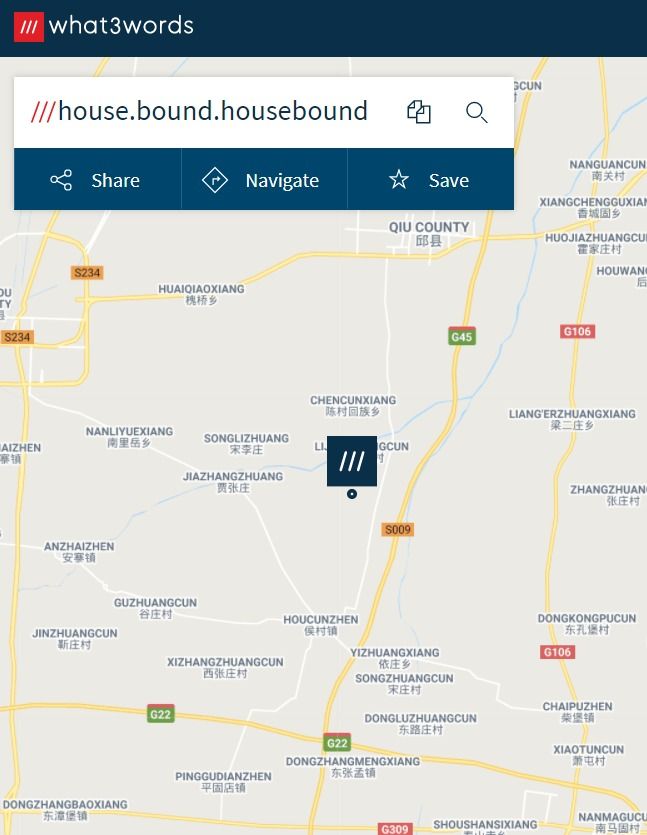 what3words
///house.bound.housebound
Share
Navigate
Save
NANGUANCUN
南关村
XIANGCHENGGUXIAN
香城固乡
QIU COUNTY
邱县
HUOJIAZHUANGCU
霍家庄村
HOUWANG
S234
HUAIQIAOXIANG
槐桥乡
S234
G45
G106
CHENCUNXIANG
陈村回族乡
LIANG'ERZHUANGXIANG
梁二庄乡
NANLIYUEXIANG
南里岳乡
SONGLIZHUANG
宋李庄
LIJ
GCUN
村
AIZHEN
寨镇
JIAZHANGZHUANG
贾张庄
ZHANGZHUANG
张庄村
S009
ANZHAIZHEN
安寨镇
GUZHUANGCUN
谷庄村
HOUCUNZHEN
侯村镇
DONGKONGPUCUN
东孔堡村
JINZHUANGCUN
靳庄村
YIZHUANGXIANG
依庄乡
G106
XIZHANGZHUANGCUN
西张庄村
SONGZHUANGCUN
宋庄村
CHAIPUZHEN
柴堡镇
G22
DONGLUZHUANGCUN
东路庄村
G22
XIAOTUNCUN
萧屯村
DONGZHANGMENGXIANG
东张孟镇
PINGGUDIANZHEN
平固店镇
DONGZHANGBAOXIANG
东漳堡镇
G309
SHOUSHANSIXIANG
NANMAGUCU
南马固村